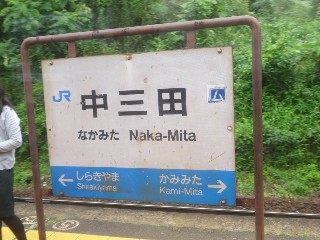 JR 中三田 広
なかみた Naka-Mita
しらきやま かみみた
Shirakiyama Kami-Mita